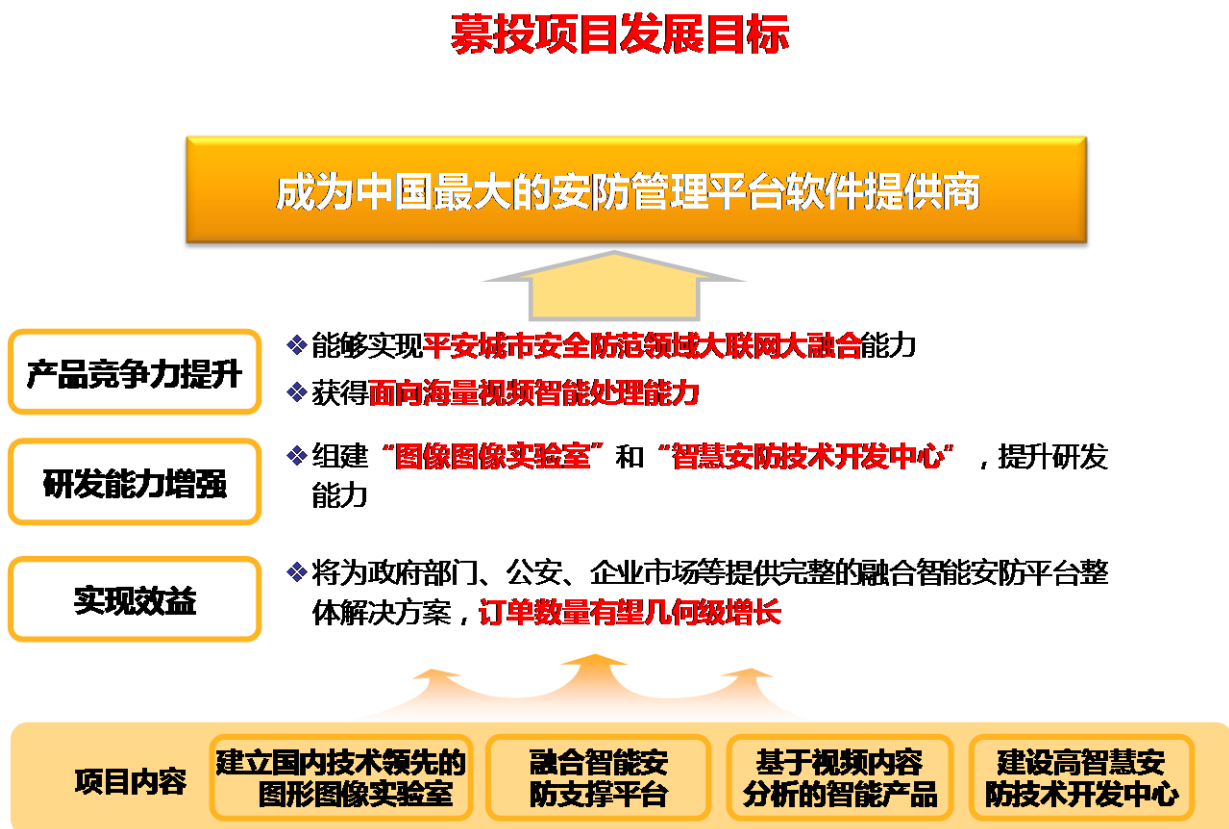 募投项目发展目标
成为中国最大的安防管理平台软件提供商
产品竞争力提升
❖能够实现平安城市安全防范领域大联网大融合能力
❖获得面向海量视频智能处理能力
研发能力增强
❖组建“图像图像实验室”和“智慧安防技术开发中心”，提升研发
能力
实现效益
❖将为政府部门、公安、企业市场等提供完整的融合智能安防平台整
体解决方案，订单数量有望几何级增长
项目内容
建立国内技术领先的
图形图像实验室
融合智能安
防支撑平台
基于视频内容
分析的智能产品
建设高智慧安
防技术开发中心